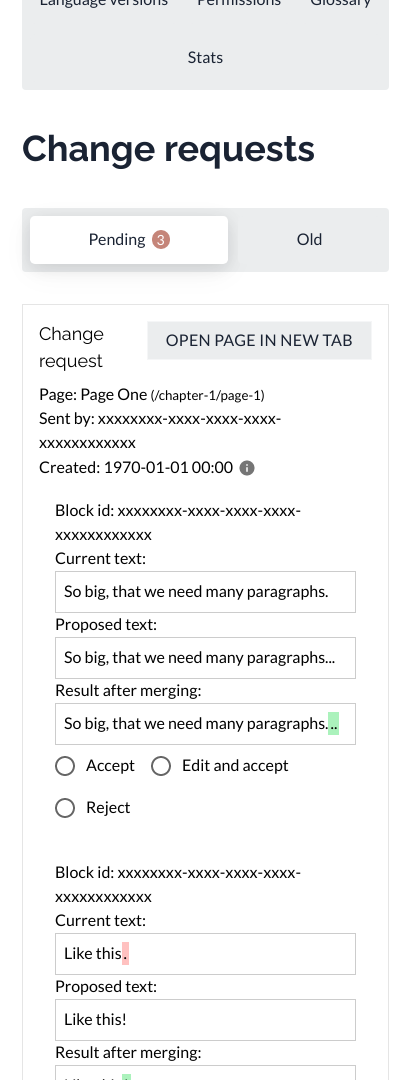 Language versions Permissions Glossary
Stats
Change requests
Pending 3 Old
Change request
OPEN PAGE IN NEW TAB
Page: Page One (/chapter-1/page-1)
Sent by: xxxxxxxx-xxxx-xxxx-xxxx-
xxxxxxxxxxxx
Created: 1970-01-01 00:00
Block id: xxxxxxxx-xxxx-xxxx-xxxx-
xxxxxxxxxxxx
Current text:
So big, that we need many paragraphs.
Proposed text:
So big, that we need many paragraphs...
Result after merging:
So big, that we need many paragraphs...
Accept Edit and accept
Reject
Block id: xxxxxxxx-xxxx-xxxx-xxxx-
xxxxxxxxxxxx
Current text:
Like this.
Proposed text:
Like this!
Result after merging: